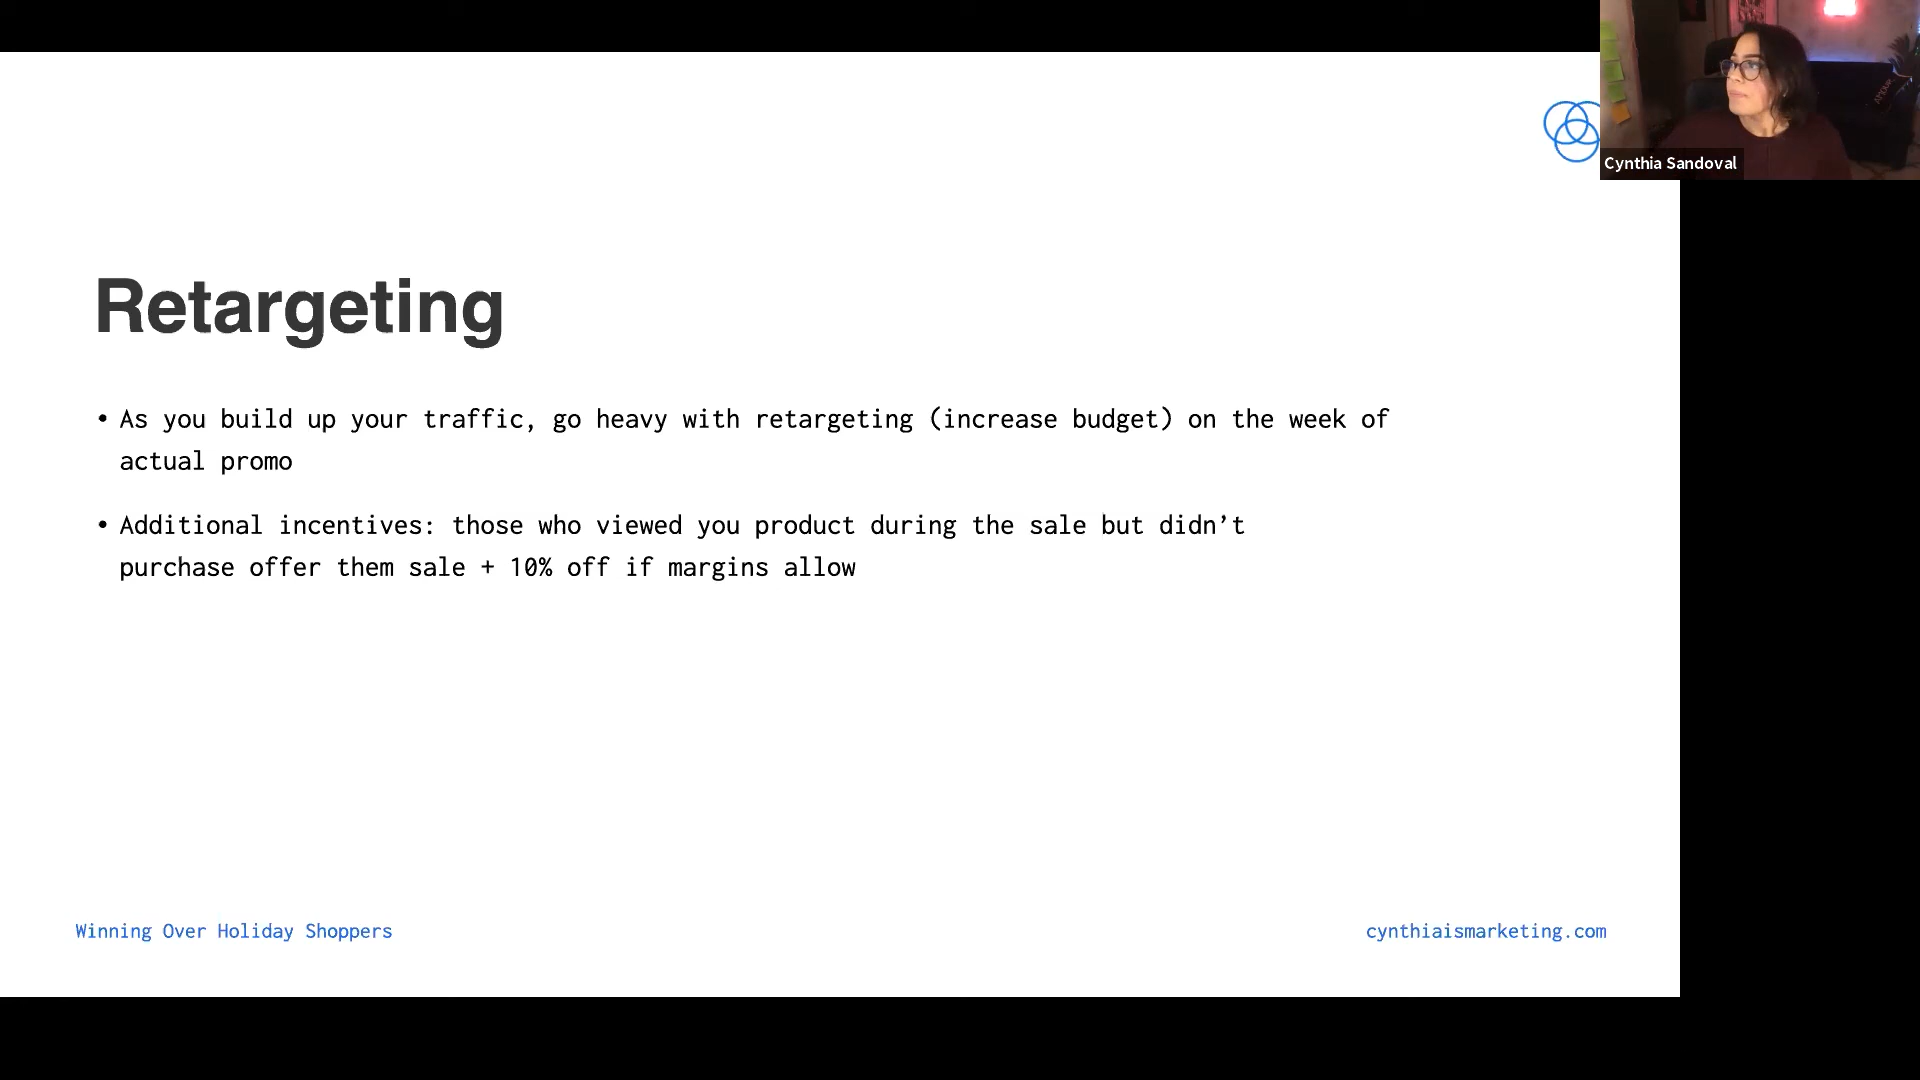 Cynthia Sandoval
Retargeting
• As you build up your traffic, go heavy with retargeting (increase budget) on the week of
actual promo
• Additional incentives: those who viewed you product during the sale but didn’t
purchase offer them sale + 10% off if margins allow
Winning Over Holiday Shoppers
cynthiaismarketing.com